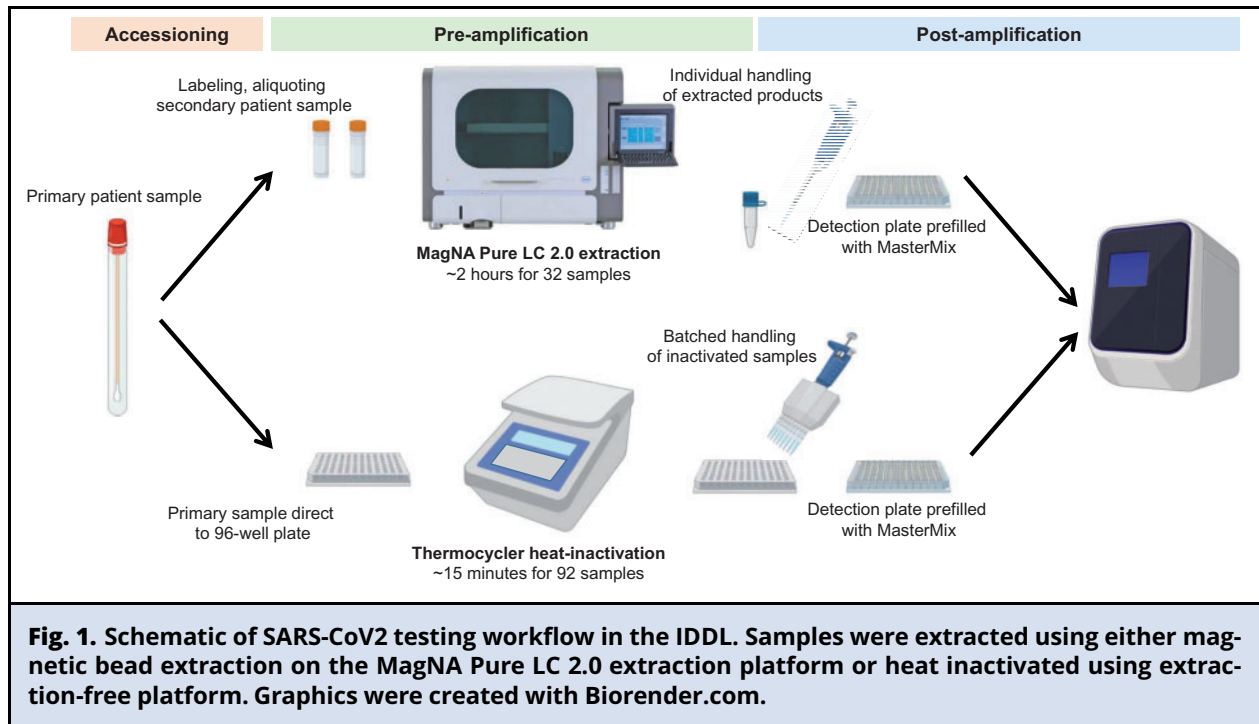 Accessioning
Pre-amplification
Post-amplification
Labeling, aliquoting
secondary patient sample
Individual handling
of extracted products
Primary patient sample
MagNA Pure LC 2.0 extraction
~2 hours for 32 samples
Detection plate prefilled
with MasterMix
Batched handling
of inactivated samples
Primary sample direct
to 96-well plate
Thermocycler heat-inactivation
~15 minutes for 92 samples
Detection plate prefilled
with MasterMix
Fig. 1. Schematic of SARS-CoV2 testing workflow in the IDDL. Samples were extracted using either mag-
netic bead extraction on the MagNA Pure LC 2.0 extraction platform or heat inactivated using extrac-
tion-free platform. Graphics were created with Biorender.com.